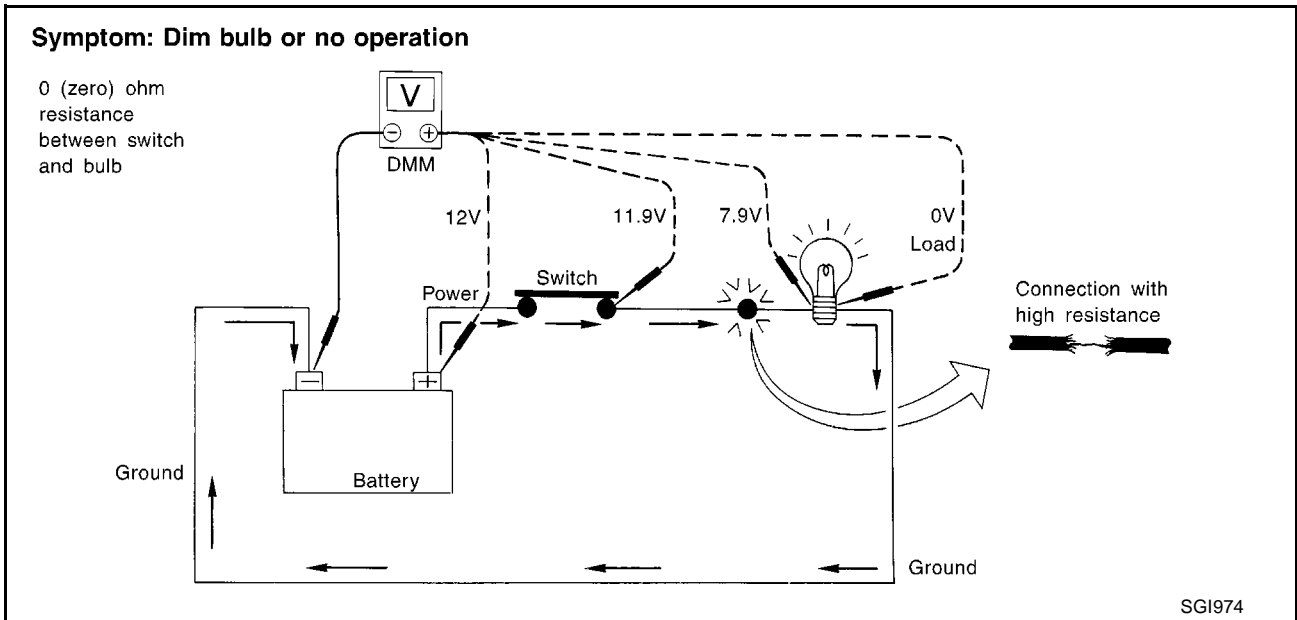 Symptom: Dim bulb or no operation
0 (zero) ohm
resistance
between switch
and bulb
V
− +
DMM
12V
11.9V
7.9V
0V
Load
Switch
Power
Connection with
high resistance
− +
Ground
Battery
Ground
SGI974